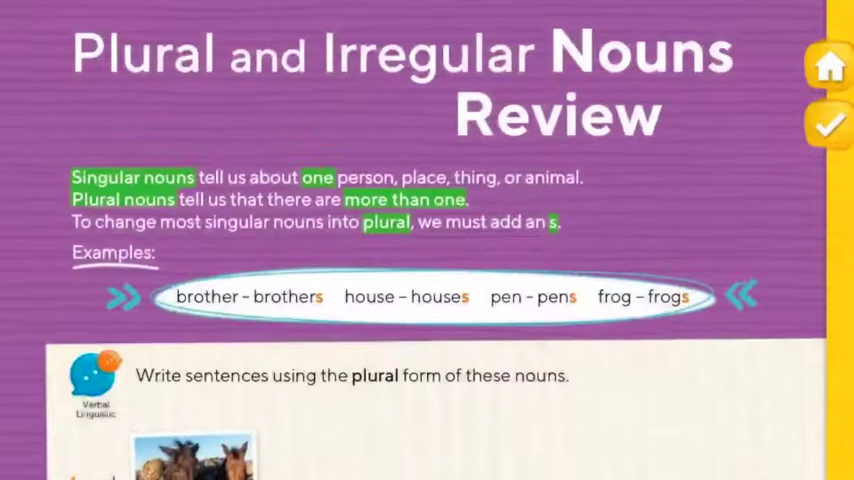 Plural and Irregular Nouns
Review
Singular nouns tell us about one person, place, thing, or animal.
Plural nouns tell us that there are more than one.
To change most singular nouns into plural, we must add an s.
Examples:
brother – brothers house – houses pen – pens frog – frogs
Write sentences using the plural form of these nouns.
Verbal
Linguistic